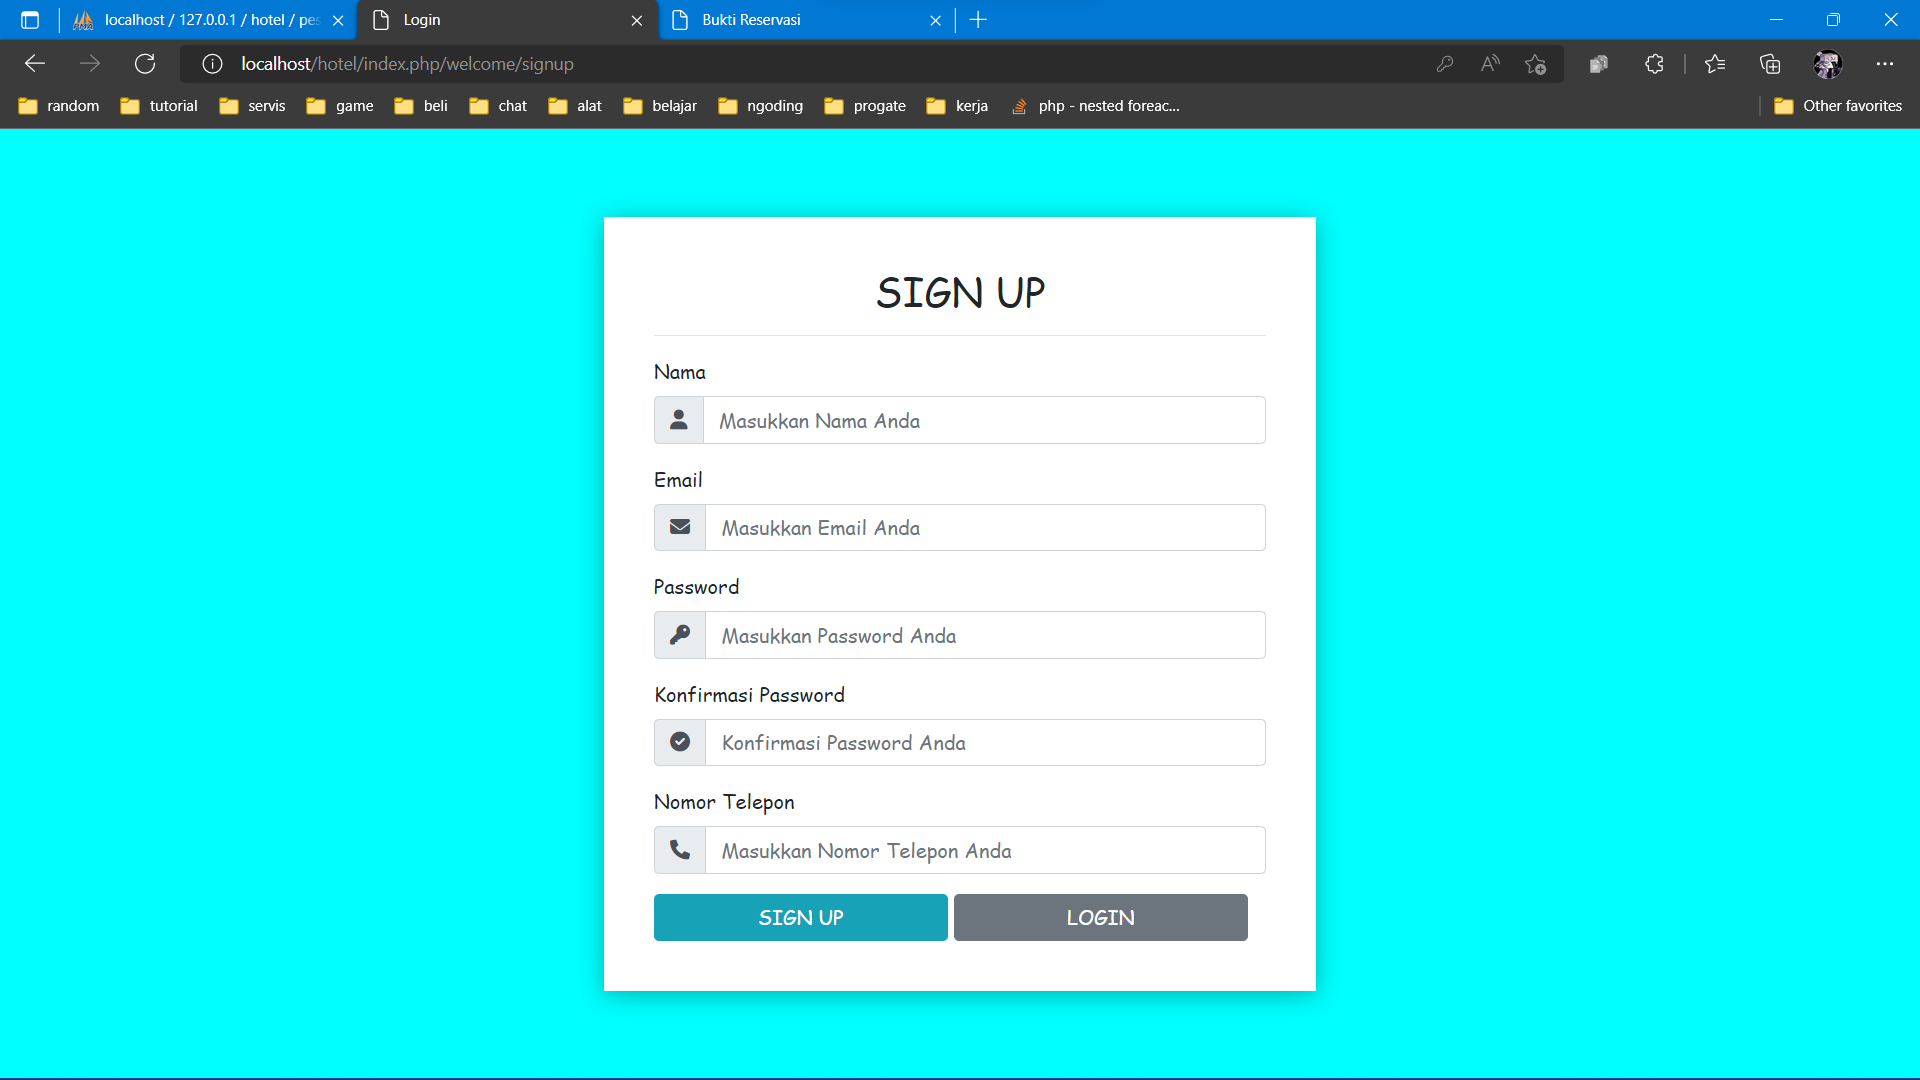 localhost / 127.0.0.1 / hotel / pes
Login
Bukti Reservasi
localhost/hotel/index.php/welcome/signup
random tutorial servis game beli chat alat belajar ngoding progate kerja php - nested foreac... Other favorites
SIGN UP
Nama
Masukkan Nama Anda
Email
Masukkan Email Anda
Password
Masukkan Password Anda
Konfirmasi Password
Konfirmasi Password Anda
Nomor Telepon
Masukkan Nomor Telepon Anda
SIGN UP LOGIN